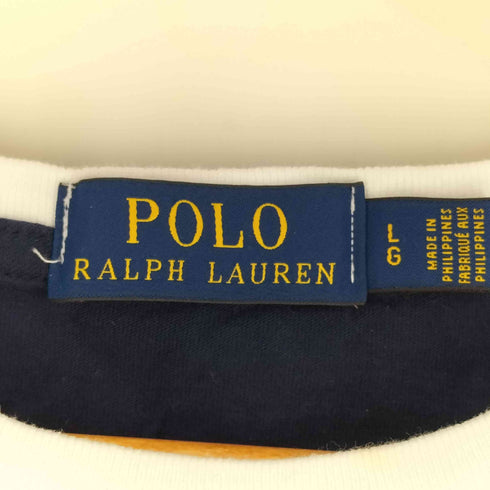 POLO
RALPH LAUREN
LG
MADE IN
PHILIPPINES
FABRIQUÉ AUX
PHILIPPINES